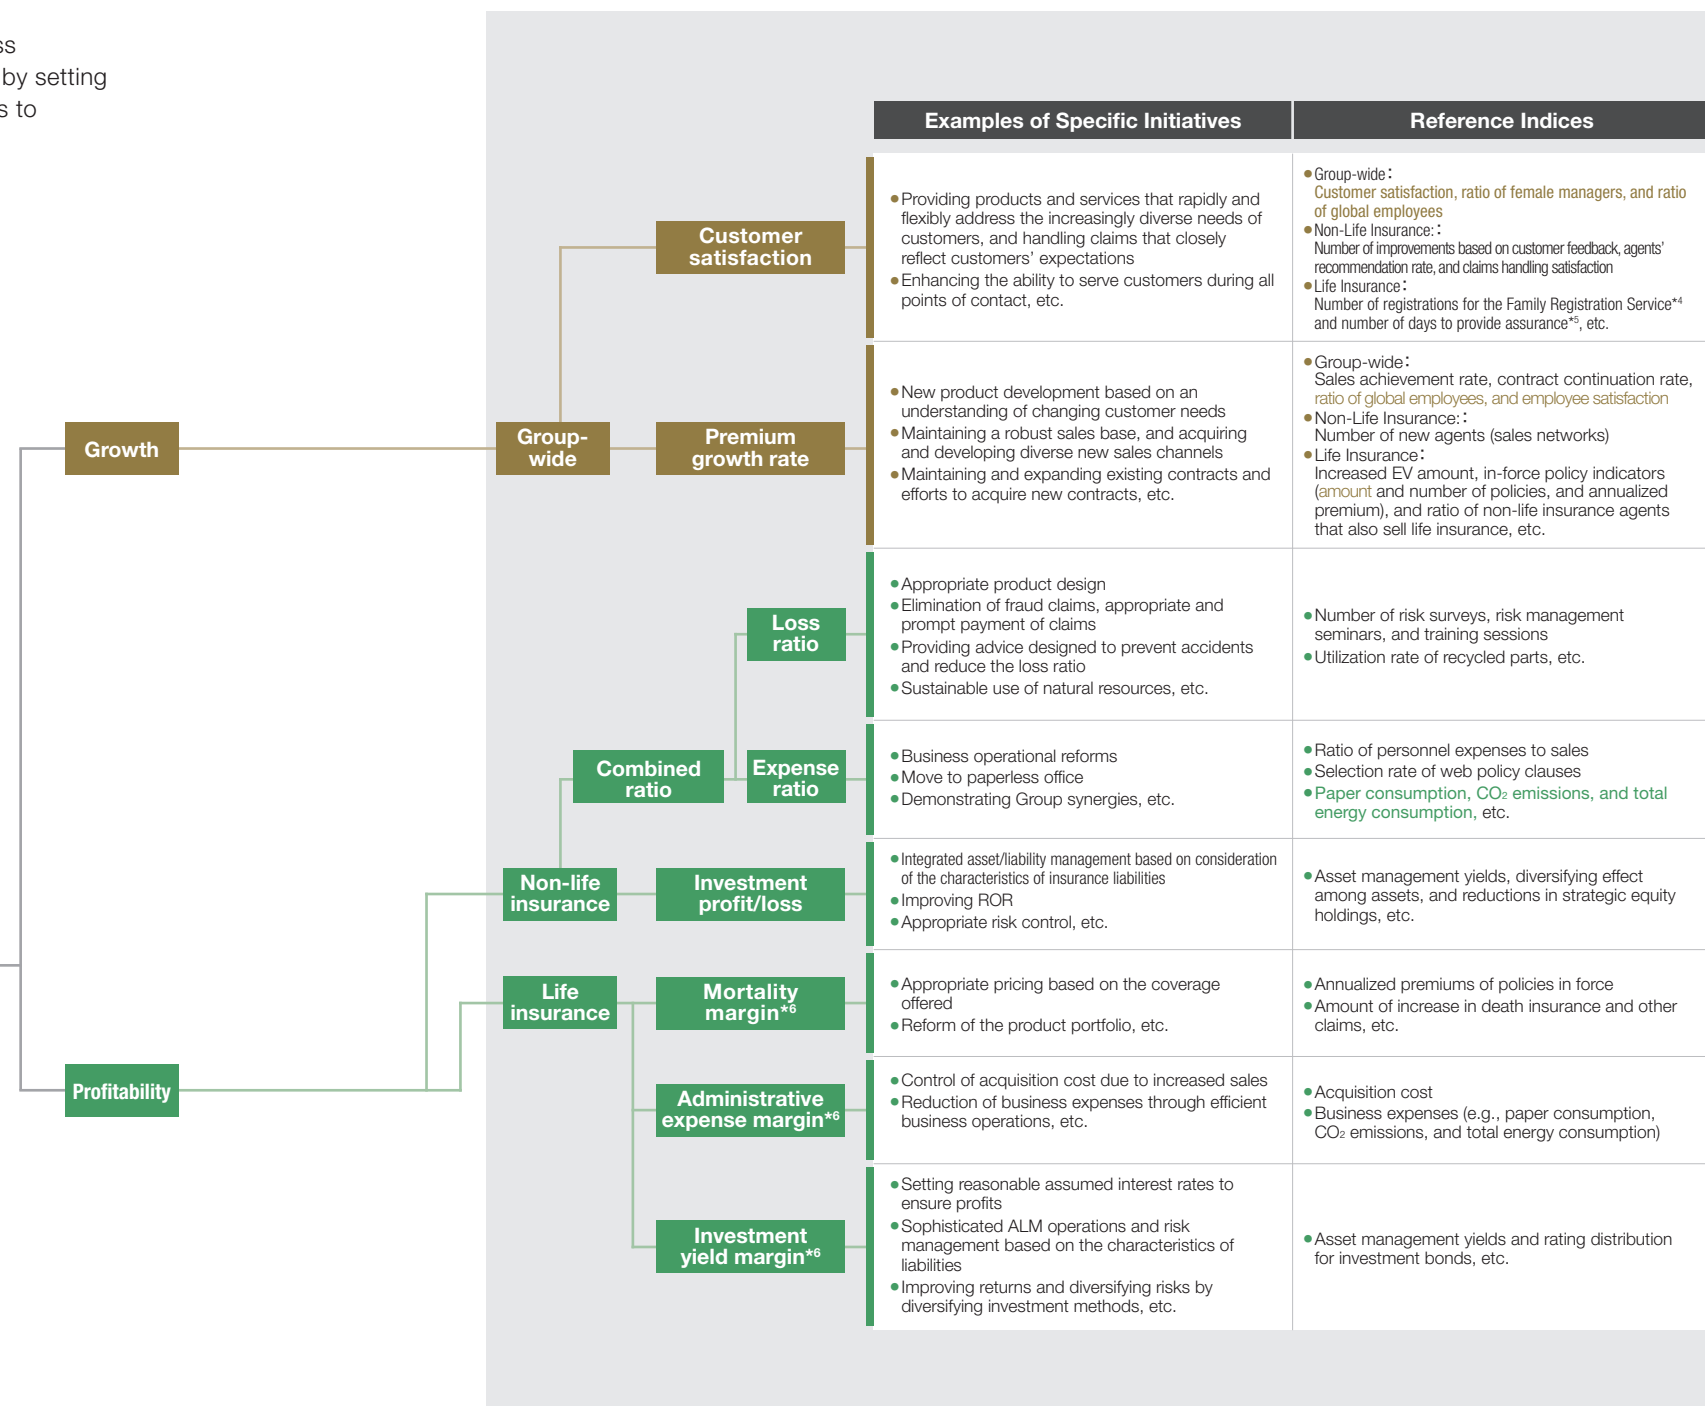 ss
by setting
s to
Examples of Specific Initiatives
Reference Indices
Growth
Group-
wide
Customer
satisfaction
●Providing products and services that rapidly and
flexibly address the increasingly diverse needs of
customers, and handling claims that closely
reflect customers’ expectations
●Enhancing the ability to serve customers during all
points of contact, etc.
●Group-wide：
Customer satisfaction, ratio of female managers, and ratio
of global employees
●Non-Life Insurance:：
Number of improvements based on customer feedback, agents’
recommendation rate, and claims handling satisfaction
●Life Insurance：
Number of registrations for the Family Registration Service*4
and number of days to provide assurance*5, etc.
Premium
growth rate
●New product development based on an
understanding of changing customer needs
●Maintaining a robust sales base, and acquiring
and developing diverse new sales channels
●Maintaining and expanding existing contracts and
efforts to acquire new contracts, etc.
●Group-wide：
Sales achievement rate, contract continuation rate,
ratio of global employees, and employee satisfaction
●Non-Life Insurance:：
Number of new agents (sales networks)
●Life Insurance：
Increased EV amount, in-force policy indicators
(amount and number of policies, and annualized
premium), and ratio of non-life insurance agents
that also sell life insurance, etc.
Profitability
Non-life
insurance
Combined
ratio
Loss
ratio
●Appropriate product design
●Elimination of fraud claims, appropriate and
prompt payment of claims
●Providing advice designed to prevent accidents
and reduce the loss ratio
●Sustainable use of natural resources, etc.
●Number of risk surveys, risk management
seminars, and training sessions
●Utilization rate of recycled parts, etc.
Expense
ratio
●Business operational reforms
●Move to paperless office
●Demonstrating Group synergies, etc.
●Ratio of personnel expenses to sales
●Selection rate of web policy clauses
●Paper consumption, CO2 emissions, and total
energy consumption, etc.
Investment
profit/loss
●Integrated asset/liability management based on consideration
of the characteristics of insurance liabilities
●Improving ROR
●Appropriate risk control, etc.
●Asset management yields, diversifying effect
among assets, and reductions in strategic equity
holdings, etc.
Life
insurance
Mortality
margin*6
●Appropriate pricing based on the coverage
offered
●Reform of the product portfolio, etc.
●Annualized premiums of policies in force
●Amount of increase in death insurance and other
claims, etc.
Administrative
expense margin*6
●Control of acquisition cost due to increased sales
●Reduction of business expenses through efficient
business operations, etc.
●Acquisition cost
●Business expenses (e.g., paper consumption,
CO2 emissions, and total energy consumption)
Investment
yield margin*6
●Setting reasonable assumed interest rates to
ensure profits
●Sophisticated ALM operations and risk
management based on the characteristics of
liabilities
●Improving returns and diversifying risks by
diversifying investment methods, etc.
●Asset management yields and rating distribution
for investment bonds, etc.